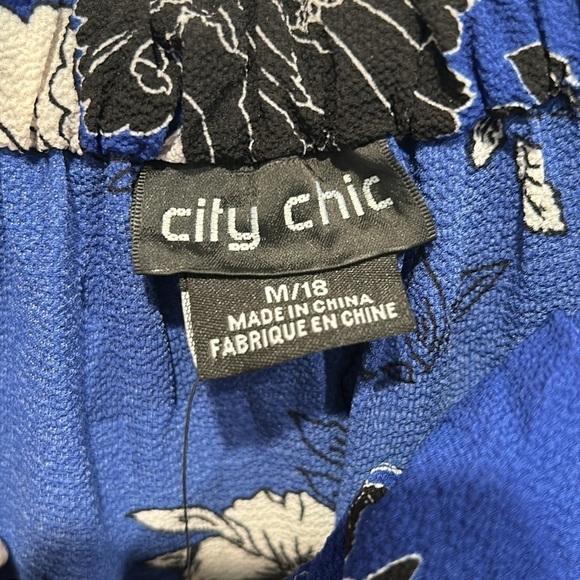 city chic
M/18
MADE IN CHINA
FABRIQUE EN CHINE